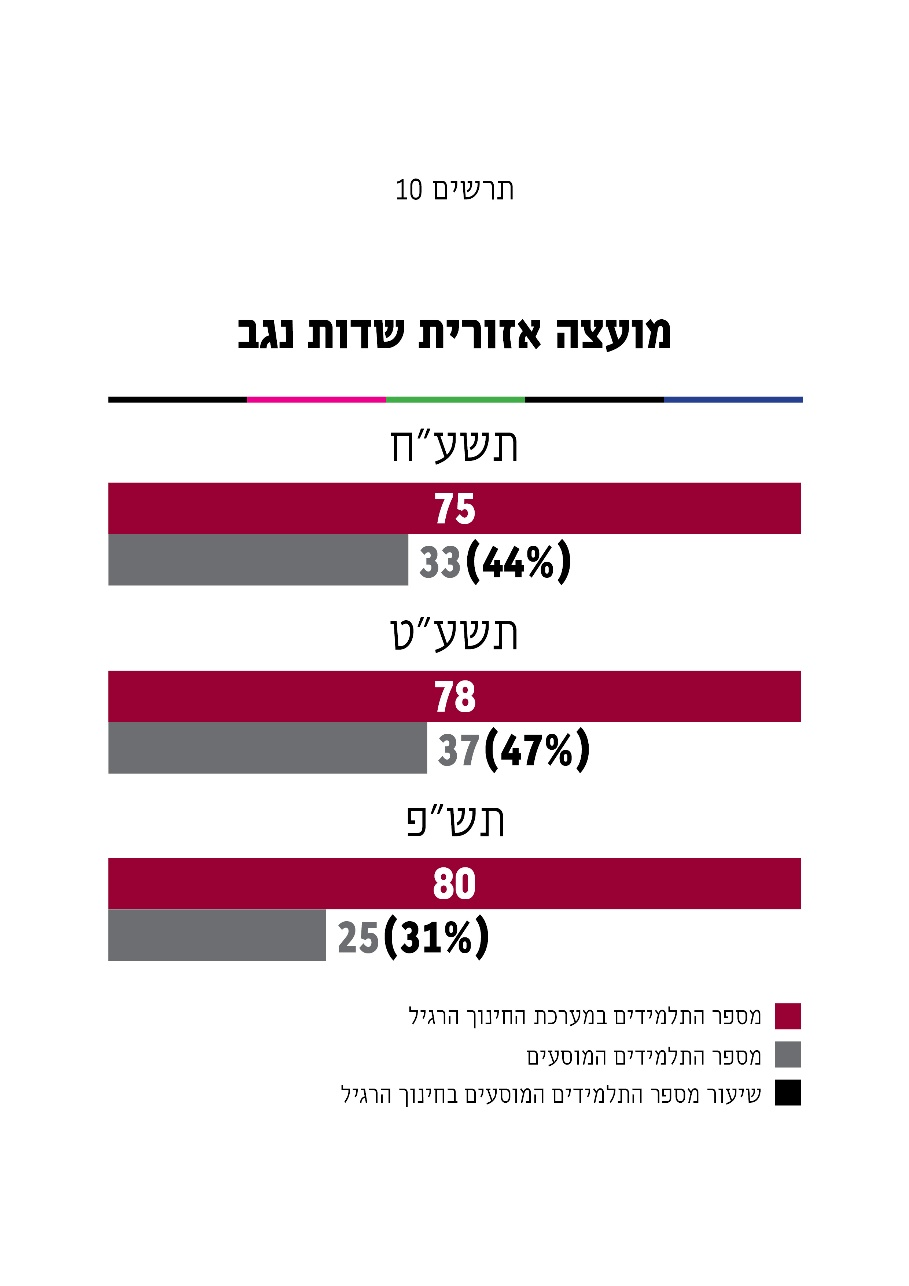 תרשים 10
מועצה אזורית שדות נגב
תשע"ח
75
33(44%)
תשע"ט
78
37(47%)
תש"פ
80
25(31%)
מספר התלמידים במערכת החינוך הרגיל
מספר התלמידים המוסעים
שיעור מספר התלמידים המוסעים בחינוך הרגיל